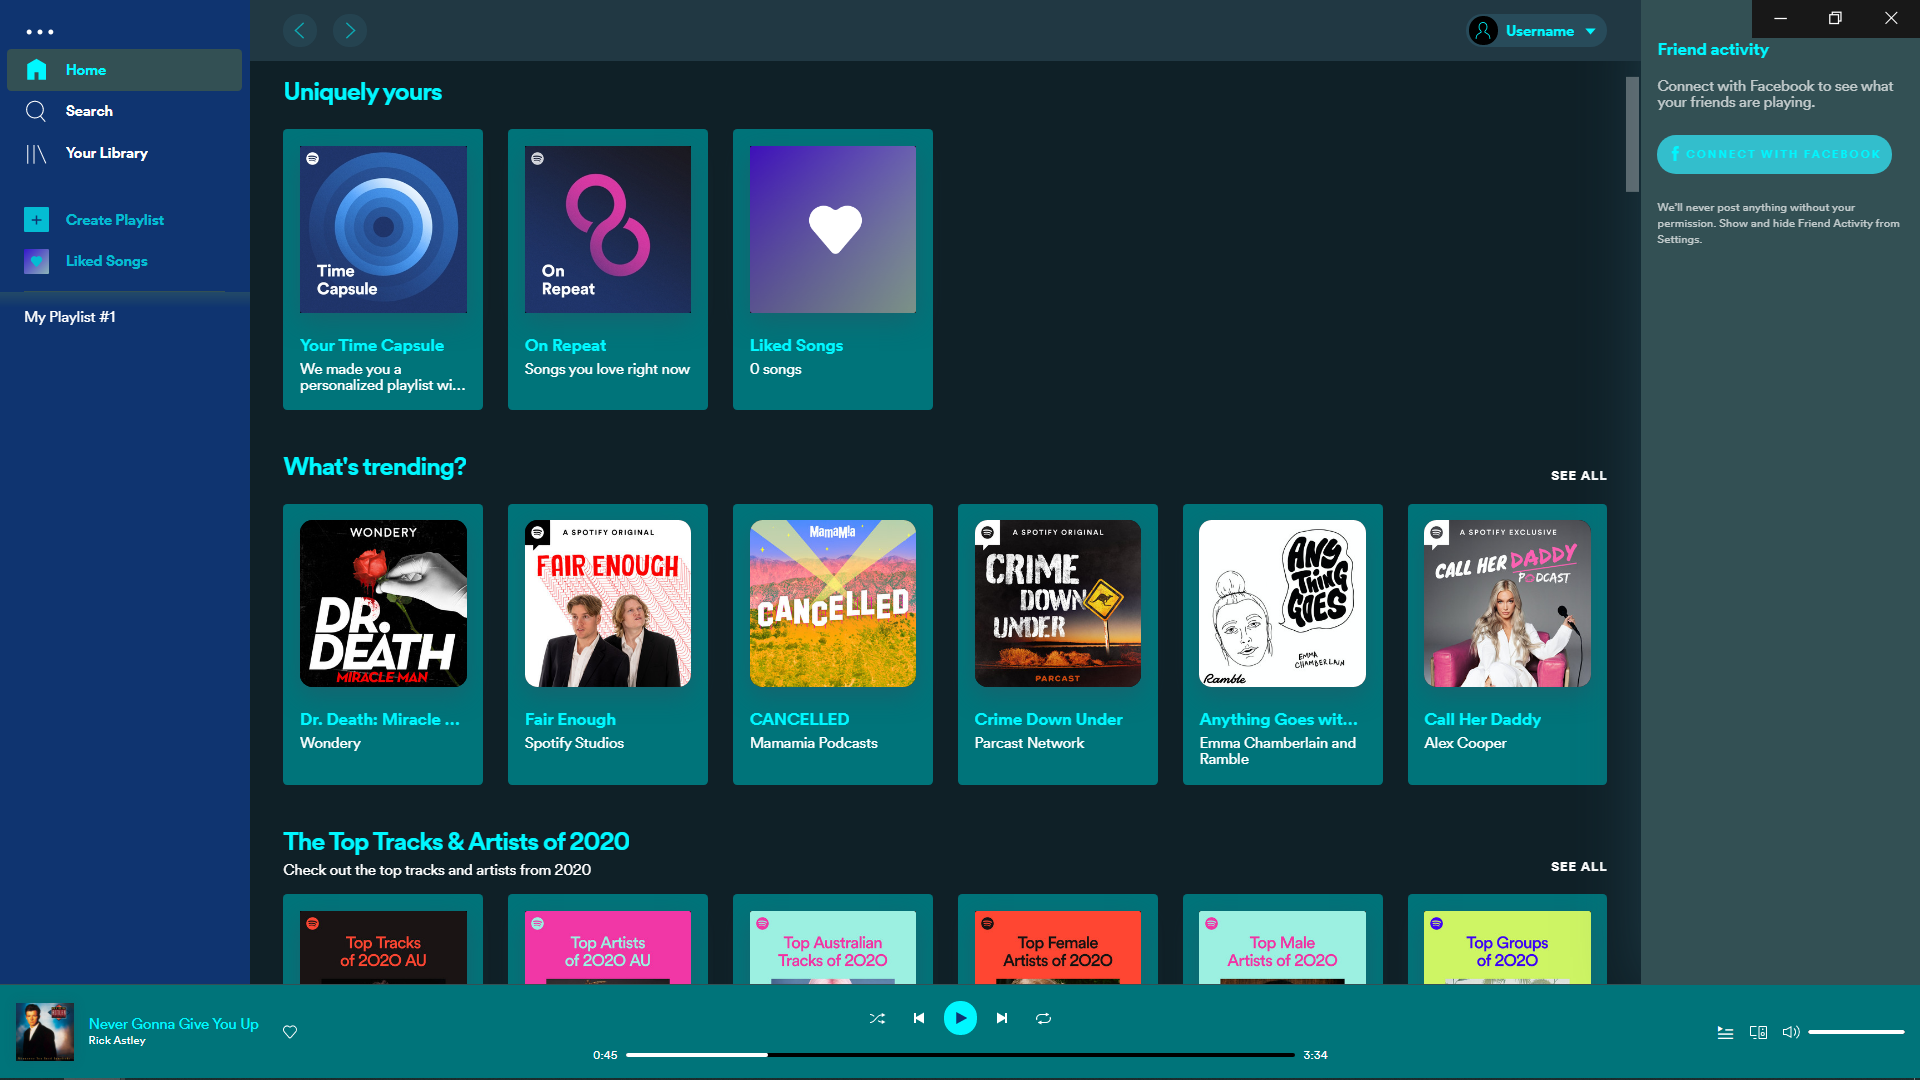 Home
Search
Your Library
Create Playlist
Liked Songs
My Playlist #1
Username
Uniquely yours
Time
Capsule
Your Time Capsule
We made you a
personalized playlist wi...
On
Repeat
On Repeat
Songs you love right now
Liked Songs
0 songs
What's trending?
SEE ALL
WONDERY
DR.
DEATH
MIRACLE MAN
Dr. Death: Miracle ...
Wondery
A SPOTIFY ORIGINAL
FAIR ENOUGH
Fair Enough
Spotify Studios
MamaMia
CANCELLED
CANCELLED
Mamamia Podcasts
A SPOTIFY ORIGINAL
CRIME
DOWN
UNDER
PARCAST
Crime Down Under
Parcast Network
ANY
THING
GOES
EMMA
CHAMBERLAIN
Ramble
Anything Goes wit...
Emma Chamberlain and
Ramble
A SPOTIFY EXCLUSIVE
CALL HER DADDY
PODCAST
Call Her Daddy
Alex Cooper
The Top Tracks & Artists of 2020
Check out the top tracks and artists from 2020
SEE ALL
Top Tracks
of 2020 AU
Top Artists
of 2020 AU
Top Australian
Tracks of 2020
Top Female
Artists of 2020
Top Male
Artists of 2020
Top Groups
of 2020
Friend activity
Connect with Facebook to see what
your friends are playing.
CONNECT WITH FACEBOOK
We'll never post anything without your
permission. Show and hide Friend Activity from
Settings.
Never Gonna Give You Up
Rick Astley
0:45
3:34